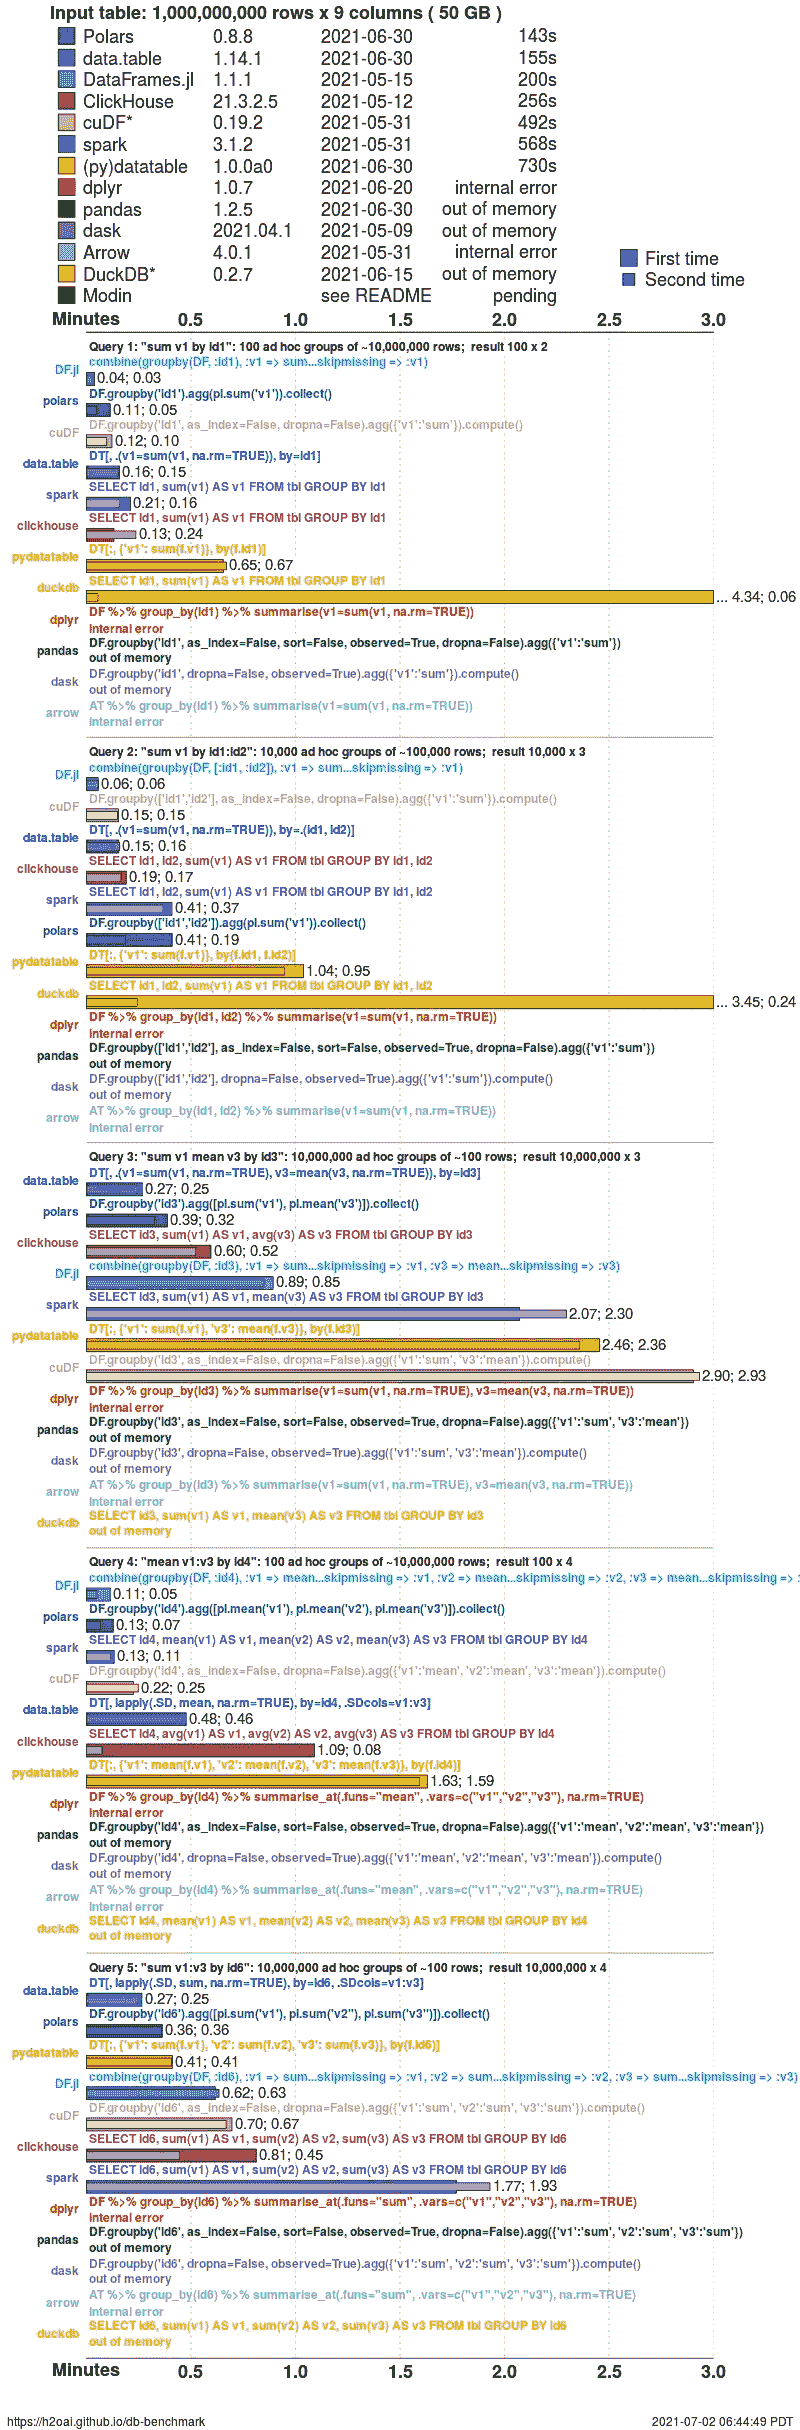 Input table: 1,000,000,000 rows x 9 columns ( 50 GB )
Polars 0.8.8 2021-06-30 143s
data.table 1.14.1 2021-06-30 155s
DataFrames.jl 1.1.1 2021-05-15 200s
ClickHouse 21.3.2.5 2021-05-12 256s
cuDF* 0.19.2 2021-05-31 492s
spark 3.1.2 2021-05-31 568s
(py)datatable 1.0.0a0 2021-06-30 730s
dplyr 1.0.7 2021-06-20 internal error
pandas 1.2.5 2021-06-30 out of memory
dask 2021.04.1 2021-05-09 out of memory
Arrow 4.0.1 2021-05-31 internal error
DuckDB* 0.2.7 2021-06-15 out of memory
Modin see README pending
First time
Second time
Minutes 0.5 1.0 1.5 2.0 2.5 3.0
Query 1: "sum v1 by id1": 100 ad hoc groups of ~10,000,000 rows; result 100 x 2
DF.jl combine(groupby(DF, :id1), :v1 => sum...skipmissing => :v1)
0.04; 0.03
polars DF.groupby('id1').agg(pl.sum('v1')).collect()
0.11; 0.05
cuDF DF.groupby('id1', as_index=False, dropna=False).agg({'v1':'sum'}).compute()
0.12; 0.10
data.table DT[, .(v1=sum(v1, na.rm=TRUE)), by=id1]
0.16; 0.15
spark SELECT id1, sum(v1) AS v1 FROM tbl GROUP BY id1
0.21; 0.16
clickhouse SELECT id1, sum(v1) AS v1 FROM tbl GROUP BY id1
0.13; 0.24
pydatatable DT[:, {'v1': sum(f.v1)}, by(f.id1)]
0.65; 0.67
duckdb SELECT id1, sum(v1) AS v1 FROM tbl GROUP BY id1
... 4.34; 0.06
dplyr DF %>% group_by(id1) %>% summarise(v1=sum(v1, na.rm=TRUE))
internal error
pandas DF.groupby('id1', as_index=False, sort=False, observed=True, dropna=False).agg({'v1':'sum'})
out of memory
dask DF.groupby('id1', dropna=False, observed=True).agg({'v1':'sum'}).compute()
out of memory
arrow AT %>% group_by(id1) %>% summarise(v1=sum(v1, na.rm=TRUE))
internal error
Query 2: "sum v1 by id1:id2": 10,000 ad hoc groups of ~100,000 rows; result 10,000 x 3
DF.jl combine(groupby(DF, [:id1, :id2]), :v1 => sum...skipmissing => :v1)
0.06; 0.06
cuDF DF.groupby(['id1','id2'], as_index=False, dropna=False).agg({'v1':'sum'}).compute()
0.15; 0.15
data.table DT[, .(v1=sum(v1, na.rm=TRUE)), by=.(id1, id2)]
0.15; 0.16
clickhouse SELECT id1, id2, sum(v1) AS v1 FROM tbl GROUP BY id1, id2
0.19; 0.17
spark SELECT id1, id2, sum(v1) AS v1 FROM tbl GROUP BY id1, id2
0.41; 0.37
polars DF.groupby(['id1','id2']).agg(pl.sum('v1')).collect()
0.41; 0.19
pydatatable DT[:, {'v1': sum(f.v1)}, by(f.id1, f.id2)]
1.04; 0.95
duckdb SELECT id1, id2, sum(v1) AS v1 FROM tbl GROUP BY id1, id2
... 3.45; 0.24
dplyr DF %>% group_by(id1, id2) %>% summarise(v1=sum(v1, na.rm=TRUE))
internal error
pandas DF.groupby(['id1','id2'], as_index=False, sort=False, observed=True, dropna=False).agg({'v1':'sum'})
out of memory
dask DF.groupby(['id1','id2'], dropna=False, observed=True).agg({'v1':'sum'}).compute()
out of memory
arrow AT %>% group_by(id1, id2) %>% summarise(v1=sum(v1, na.rm=TRUE))
internal error
Query 3: "sum v1 mean v3 by id3": 10,000,000 ad hoc groups of ~100 rows; result 10,000,000 x 3
data.table DT[, .(v1=sum(v1, na.rm=TRUE), v3=mean(v3, na.rm=TRUE)), by=id3]
0.27; 0.25
polars DF.groupby('id3').agg([pl.sum('v1'), pl.mean('v3')]).collect()
0.39; 0.32
clickhouse SELECT id3, sum(v1) AS v1, avg(v3) AS v3 FROM tbl GROUP BY id3
0.60; 0.52
DF.jl combine(groupby(DF, :id3), :v1 => sum...skipmissing => :v1, :v3 => mean...skipmissing => :v3)
0.89; 0.85
spark SELECT id3, sum(v1) AS v1, mean(v3) AS v3 FROM tbl GROUP BY id3
2.07; 2.30
pydatatable DT[:, {'v1': sum(f.v1), 'v3': mean(f.v3)}, by(f.id3)]
2.46; 2.36
cuDF DF.groupby('id3', as_index=False, dropna=False).agg({'v1':'sum', 'v3':'mean'}).compute()
2.90; 2.93
dplyr DF %>% group_by(id3) %>% summarise(v1=sum(v1, na.rm=TRUE), v3=mean(v3, na.rm=TRUE))
internal error
pandas DF.groupby('id3', as_index=False, sort=False, observed=True, dropna=False).agg({'v1':'sum', 'v3':'mean'})
out of memory
dask DF.groupby('id3', dropna=False, observed=True).agg({'v1':'sum', 'v3':'mean'}).compute()
out of memory
arrow AT %>% group_by(id3) %>% summarise(v1=sum(v1, na.rm=TRUE), v3=mean(v3, na.rm=TRUE))
internal error
duckdb SELECT id3, sum(v1) AS v1, mean(v3) AS v3 FROM tbl GROUP BY id3
out of memory
Query 4: "mean v1:v3 by id4": 100 ad hoc groups of ~10,000,000 rows; result 100 x 4
DF.jl combine(groupby(DF, :id4), :v1 => mean...skipmissing => :v1, :v2 => mean...skipmissing => :v2, :v3 => mean...skipmissing => :
0.11; 0.05
polars DF.groupby('id4').agg([pl.mean('v1'), pl.mean('v2'), pl.mean('v3')]).collect()
0.13; 0.07
spark SELECT id4, mean(v1) AS v1, mean(v2) AS v2, mean(v3) AS v3 FROM tbl GROUP BY id4
0.13; 0.11
cuDF DF.groupby('id4', as_index=False, dropna=False).agg({'v1':'mean', 'v2':'mean', 'v3':'mean'}).compute()
0.22; 0.25
data.table DT[, lapply(.SD, mean, na.rm=TRUE), by=id4, .SDcols=v1:v3]
0.48; 0.46
clickhouse SELECT id4, avg(v1) AS v1, avg(v2) AS v2, avg(v3) AS v3 FROM tbl GROUP BY id4
1.09; 0.08
pydatatable DT[:, {'v1': mean(f.v1), 'v2': mean(f.v2), 'v3': mean(f.v3)}, by(f.id4)]
1.63; 1.59
dplyr DF %>% group_by(id4) %>% summarise_at(.funs="mean", .vars=c("v1","v2","v3"), na.rm=TRUE)
internal error
pandas DF.groupby('id4', as_index=False, sort=False, observed=True, dropna=False).agg({'v1':'mean', 'v2':'mean', 'v3':'mean'})
out of memory
dask DF.groupby('id4', dropna=False, observed=True).agg({'v1':'mean', 'v2':'mean', 'v3':'mean'}).compute()
out of memory
arrow AT %>% group_by(id4) %>% summarise_at(.funs="mean", .vars=c("v1","v2","v3"), na.rm=TRUE)
internal error
duckdb SELECT id4, mean(v1) AS v1, mean(v2) AS v2, mean(v3) AS v3 FROM tbl GROUP BY id4
out of memory
Query 5: "sum v1:v3 by id6": 10,000,000 ad hoc groups of ~100 rows; result 10,000,000 x 4
data.table DT[, lapply(.SD, sum, na.rm=TRUE), by=id6, .SDcols=v1:v3]
0.27; 0.25
polars DF.groupby('id6').agg([pl.sum('v1'), pl.sum('v2"), pl.sum('v3")]).collect()
0.36; 0.36
pydatatable DT[:, {'v1': sum(f.v1), 'v2': sum(f.v2), 'v3': sum(f.v3)}, by(f.id6)]
0.41; 0.41
DF.jl combine(groupby(DF, :id6), :v1 => sum...skipmissing => :v1, :v2 => sum...skipmissing => :v2, :v3 => sum...skipmissing => :v3)
0.62; 0.63
cuDF DF.groupby('id6', as_index=False, dropna=False).agg({'v1':'sum', 'v2':'sum', 'v3':'sum'}).compute()
0.70; 0.67
clickhouse SELECT id6, sum(v1) AS v1, sum(v2) AS v2, sum(v3) AS v3 FROM tbl GROUP BY id6
0.81; 0.45
spark SELECT id6, sum(v1) AS v1, sum(v2) AS v2, sum(v3) AS v3 FROM tbl GROUP BY id6
1.77; 1.93
dplyr DF %>% group_by(id6) %>% summarise_at(.funs="sum", .vars=c("v1","v2","v3"), na.rm=TRUE)
internal error
pandas DF.groupby('id6', as_index=False, sort=False, observed=True, dropna=False).agg({'v1':'sum', 'v2':'sum', 'v3':'sum'})
out of memory
dask DF.groupby('id6', dropna=False, observed=True).agg({'v1':'sum', 'v2':'sum', 'v3':'sum'}).compute()
out of memory
arrow AT %>% group_by(id6) %>% summarise_at(.funs="sum", .vars=c("v1","v2","v3"), na.rm=TRUE)
internal error
duckdb SELECT id6, sum(v1) AS v1, sum(v2) AS v2, sum(v3) AS v3 FROM tbl GROUP BY id6
out of memory
Minutes 0.5 1.0 1.5 2.0 2.5 3.0
https://h2oai.github.io/db-benchmark 2021-07-02 06:44:49 PDT